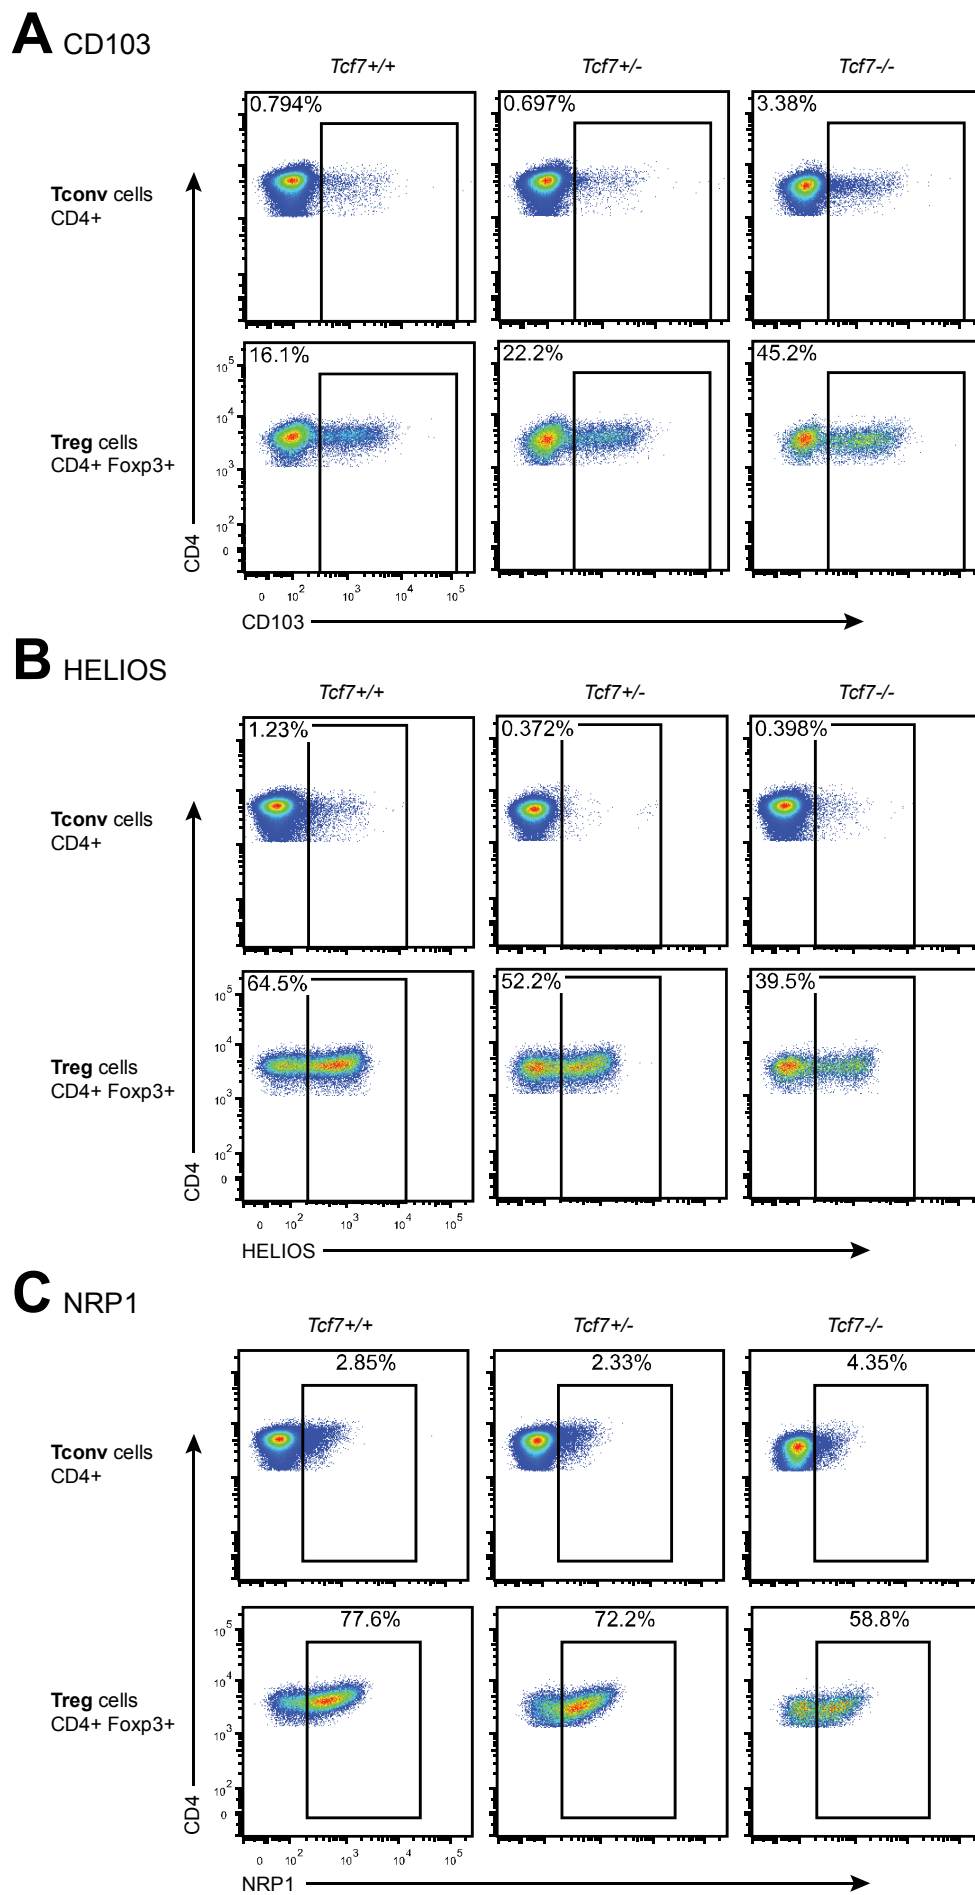 A CD103
Tcf7+/+ Tcf7+/- Tcf7-/-
0.794% 0.697% 3.38%
Tconv cells
CD4+
16.1% 22.2% 45.2%
10^5
10^4
Treg cells
CD4+ Foxp3+
10^3
10^2
0
CD4
0 10^2 10^3 10^4 10^5
CD103
B HELIOS
Tcf7+/+ Tcf7+/- Tcf7-/-
1.23% 0.372% 0.398%
Tconv cells
CD4+
64.5% 52.2% 39.5%
10^5
10^4
Treg cells
CD4+ Foxp3+
10^3
10^2
0
CD4
0 10^2 10^3 10^4 10^5
HELIOS
C NRP1
Tcf7+/+ Tcf7+/- Tcf7-/-
2.85% 2.33% 4.35%
Tconv cells
CD4+
77.6% 72.2% 58.8%
10^5
10^4
Treg cells
CD4+ Foxp3+
10^3
10^2
0
CD4
0 10^2 10^3 10^4 10^5
NRP1